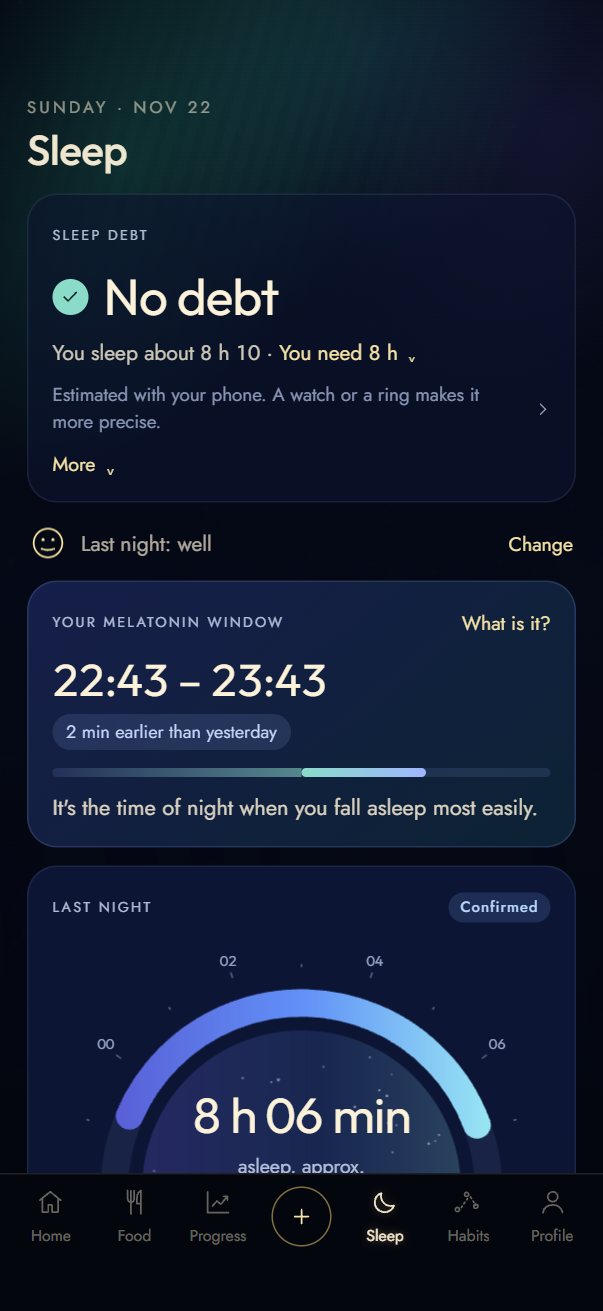 SUNDAY · NOV 22
Sleep
SLEEP DEBT
No debt
You sleep about 8 h 10 · You need 8 h
Estimated with your phone. A watch or a ring makes it
more precise.
More
Last night: well
Change
YOUR MELATONIN WINDOW
What is it?
22:43 – 23:43
2 min earlier than yesterday
It's the time of night when you fall asleep most easily.
LAST NIGHT
Confirmed
02
04
00
06
8 h 06 min
asleep, approx.
Home
Food
Progress
+
Sleep
Habits
Profile